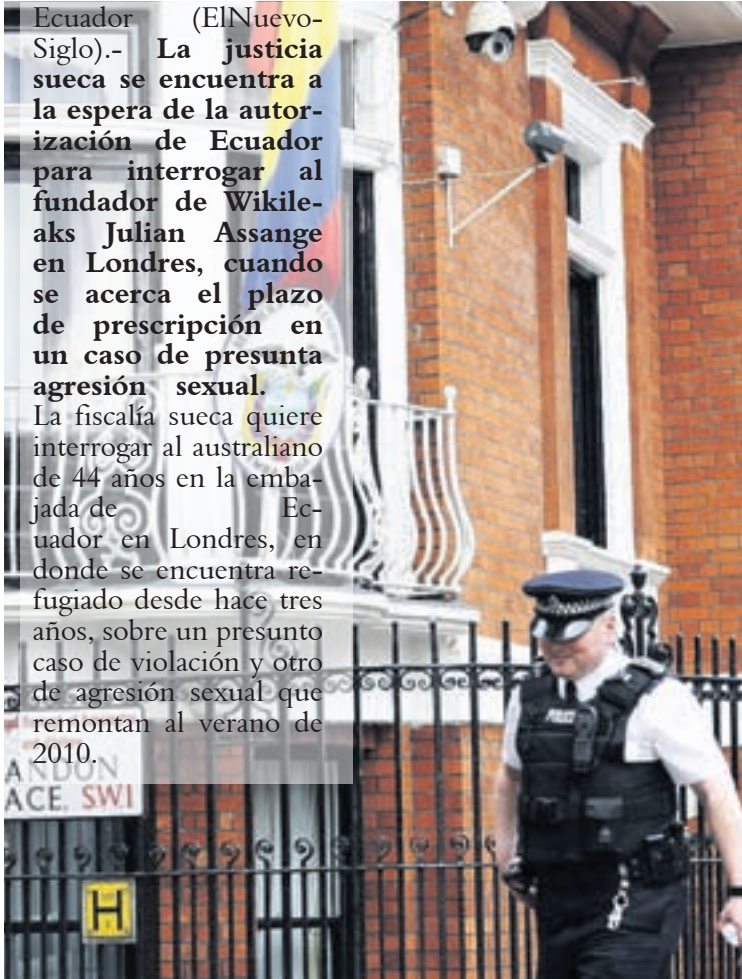 Ecuador (ElNuevo-
Siglo).- La justicia
sueca se encuentra a
la espera de la autor-
ización de Ecuador
para interrogar al
fundador de Wikile-
aks Julian Assange
en Londres, cuando
se acerca el plazo
de prescripción en
un caso de presunta
agresión sexual.
La fiscalía sueca quiere
interrogar al australiano
de 44 años en la emba-
jada de Ec-
uador en Londres, en
donde se encuentra re-
fugiado desde hace tres
años, sobre un presunto
caso de violación y otro
de agresión sexual que
remontan al verano de
2010.
ANDON
ACE, SW1
H